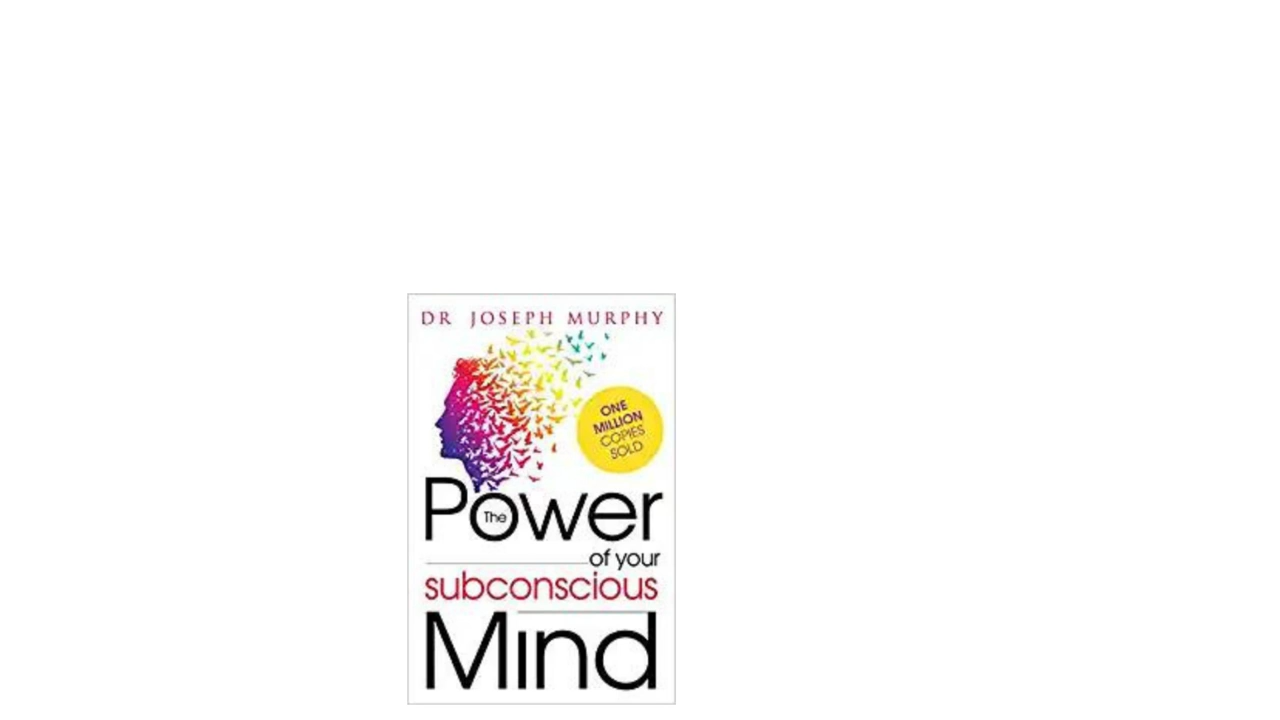 DR JOSEPH MURPHY
ONE
MILLION
COPIES
SOLD
The
Power
of your
subconscious
Mind